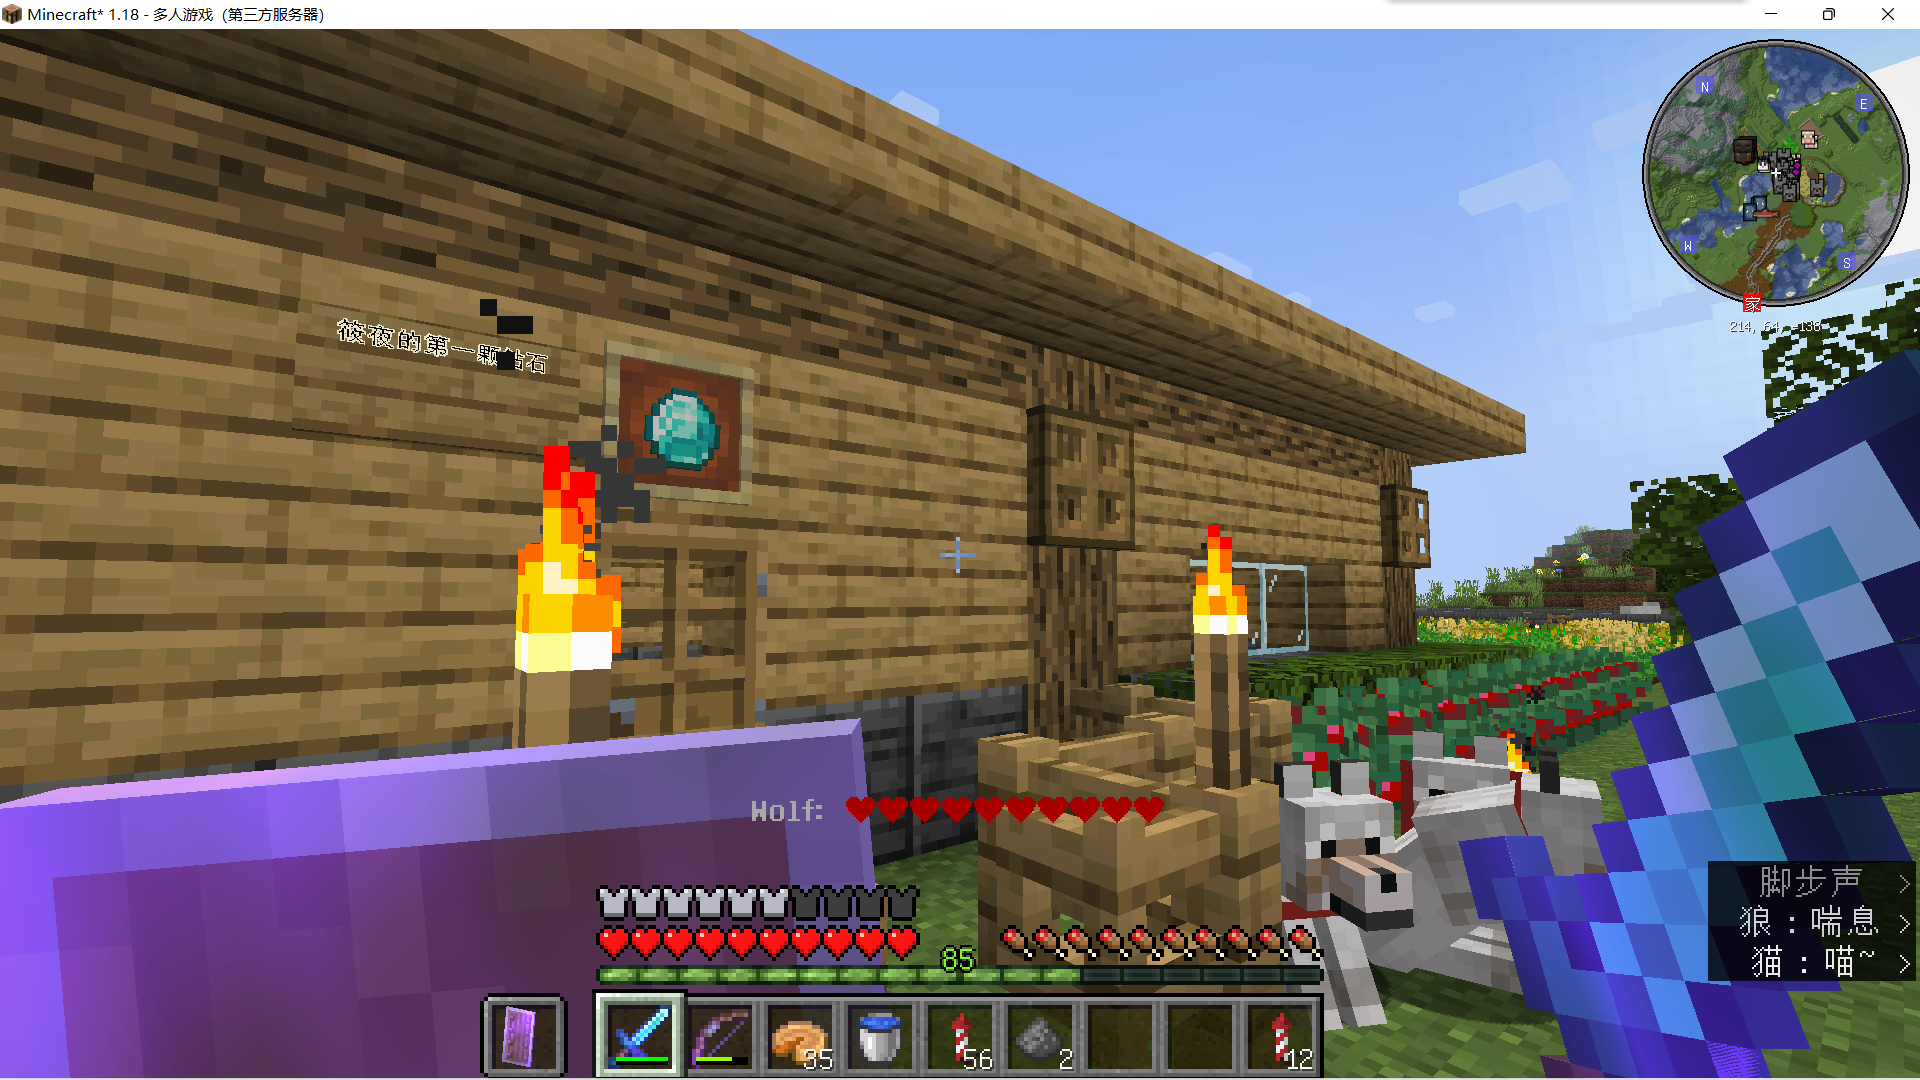 Minecraft* 1.18 - 多人游戏（第三方服务器）
N
E
W
S
家
214, 64, -138
筱夜的第一颗钻石
Wolf:
脚步声 >
狼：喘息 >
猫：喵~ >
85
35
56
2
12